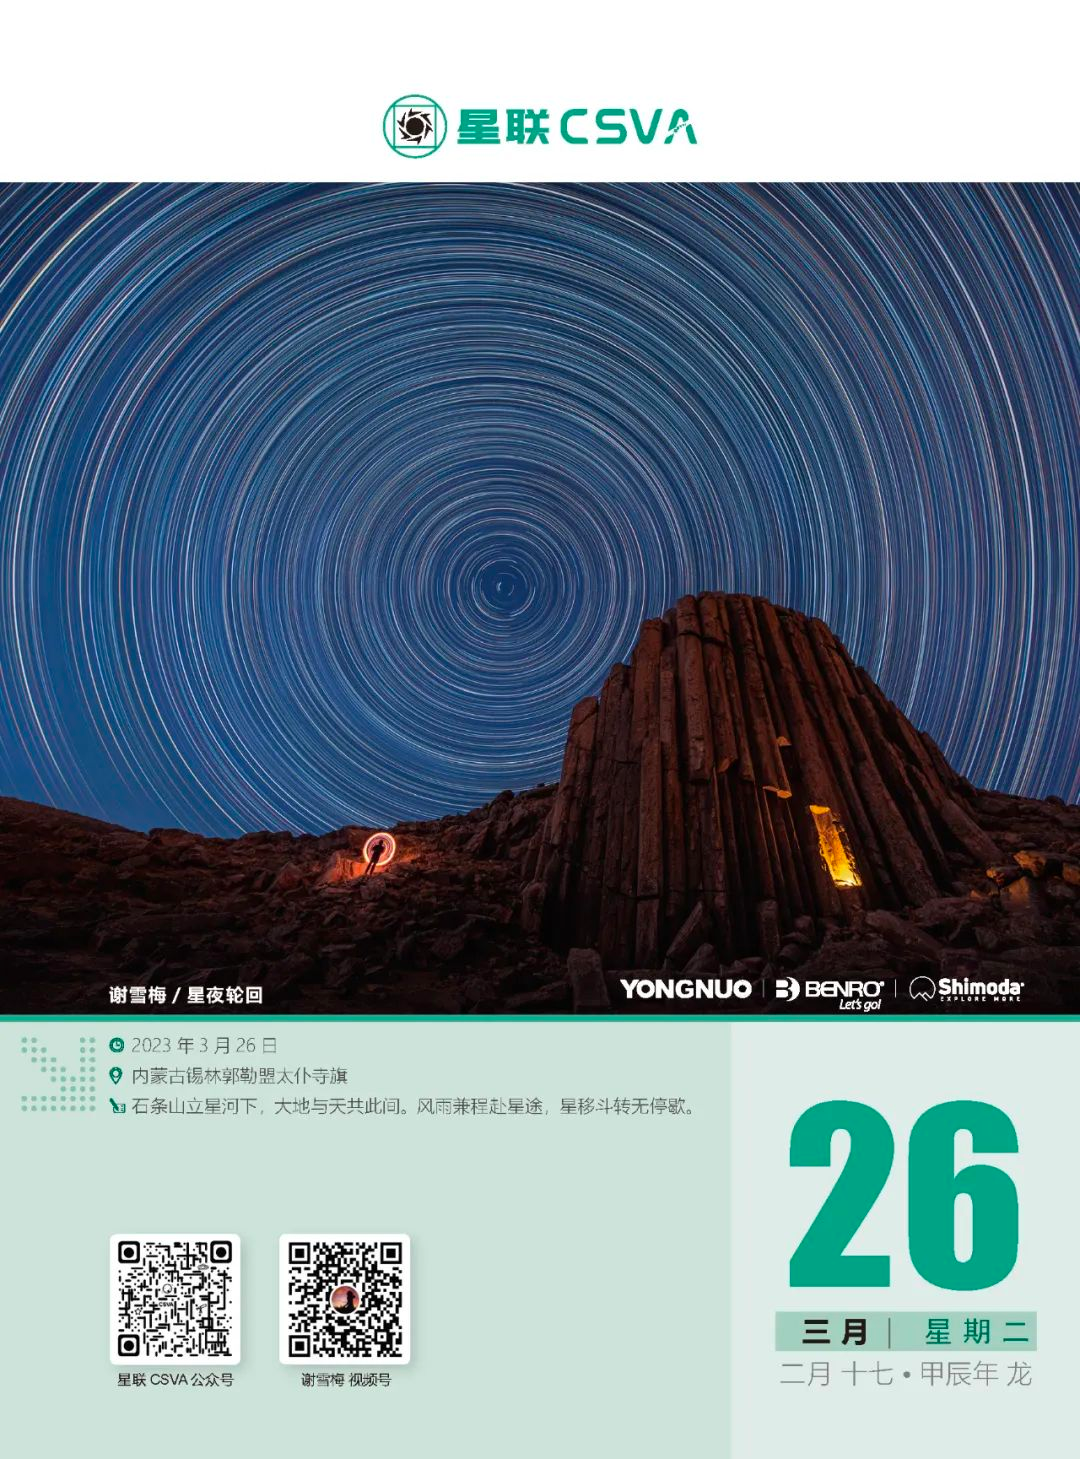 星联CSVA
谢雪梅 / 星夜轮回
YONGNUO | BENRO Let's go! | Shimoda EXPLORE MORE
2023 年 3 月 26 日
内蒙古锡林郭勒盟太仆寺旗
石条山立星河下，大地与天共此间。风雨兼程赴星途，星移斗转无停歇。
26
三月 | 星期二
二月 十七 • 甲辰年 龙
CSVA
星联 CSVA 公众号
谢雪梅 视频号